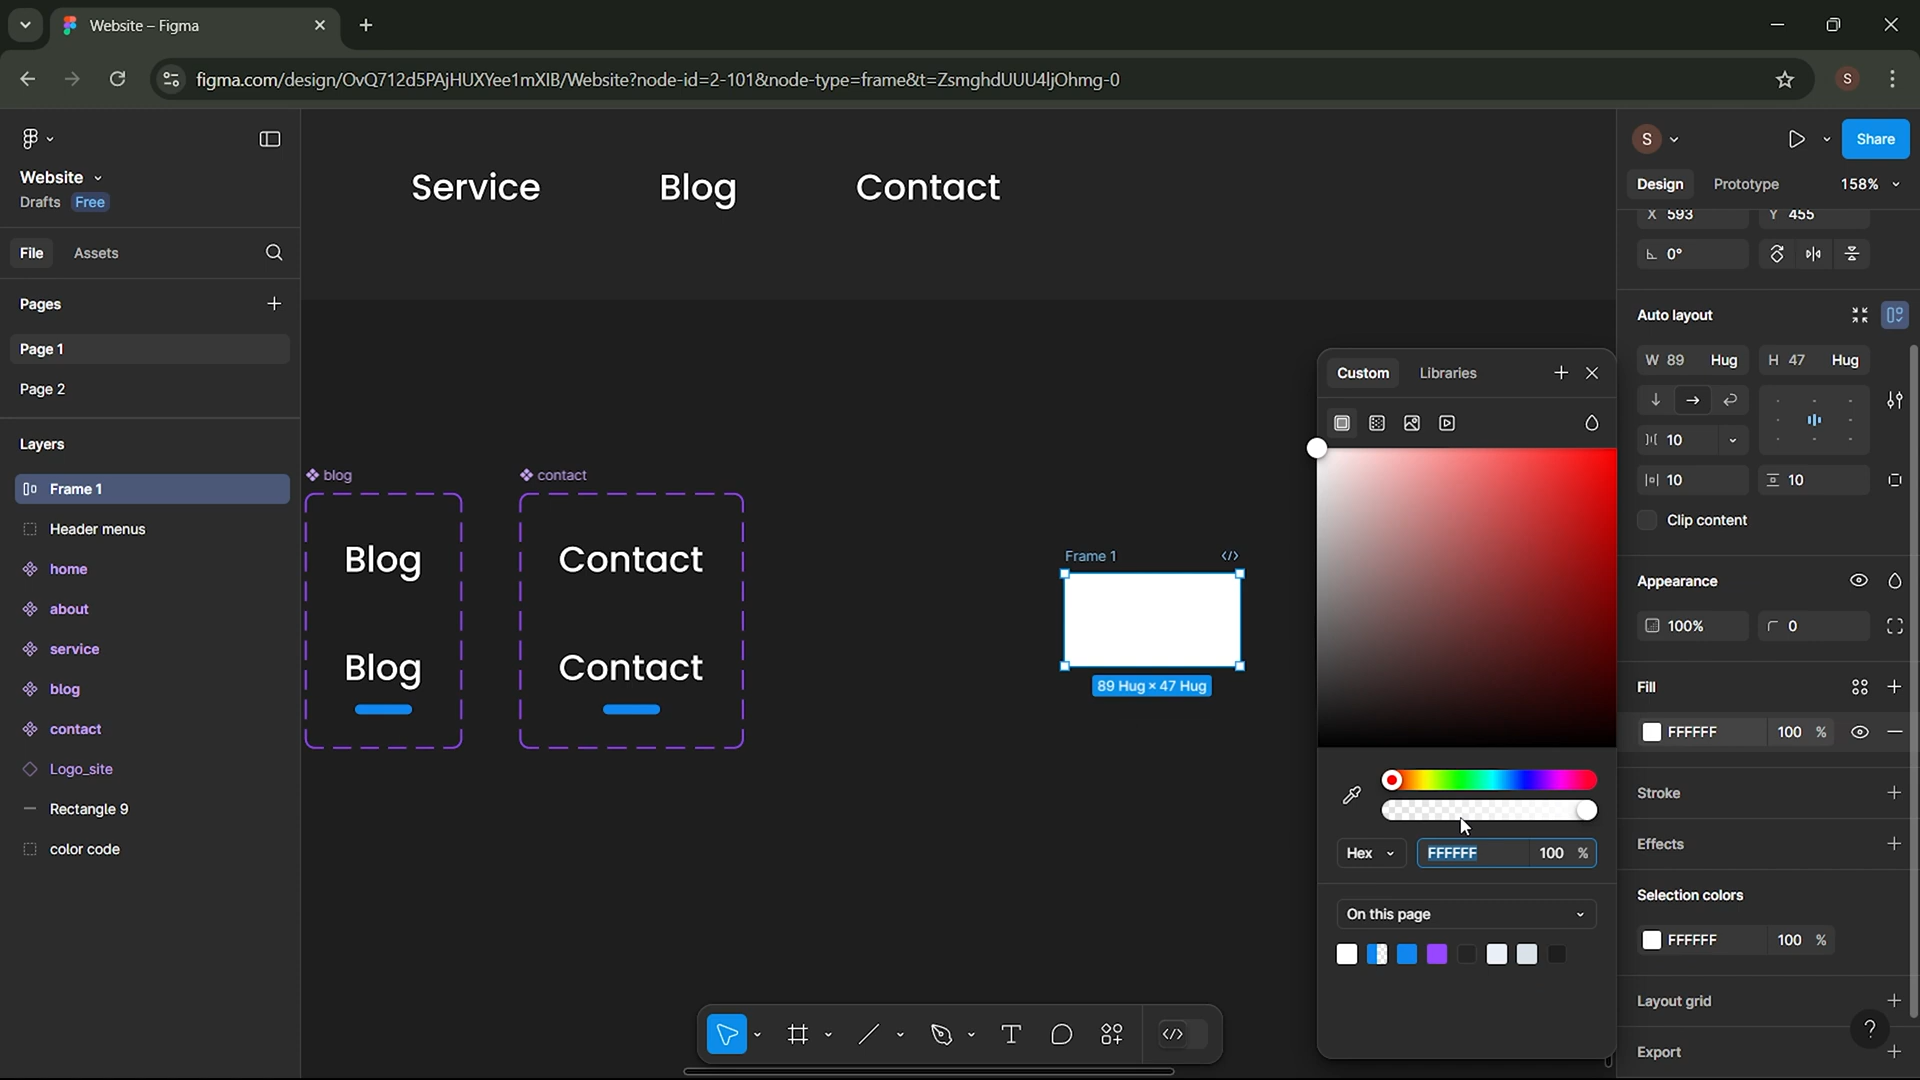 Website – Figma
figma.com/design/OvQ712d5PAjHUXYee1mXIB/Website?node-id=2-101&node-type=frame&t=ZsmghdUUU4ljOhmg-0
S
Website
Drafts Free
File Assets
Pages
Page 1
Page 2
Layers
Frame 1
Header menus
home
about
service
blog
contact
Logo_site
Rectangle 9
color code
Service Blog Contact
blog
Blog
Blog
contact
Contact
Contact
Frame 1
89 Hug × 47 Hug
Custom Libraries
Hex FFFFFF 100 %
On this page
S Share
Design Prototype 158%
X 593 Y 455
0°
Auto layout
W 89 Hug H 47 Hug
10
10 10
Clip content
Appearance
100% 0
Fill
FFFFFF 100 %
Stroke
Effects
Selection colors
FFFFFF 100 %
Layout grid
?
Export